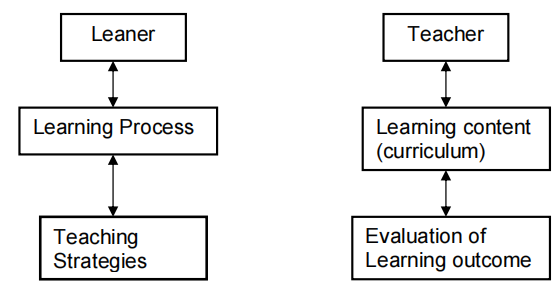 Leaner
Teacher
Learning Process
Learning content
(curriculum)
Teaching
Strategies
Evaluation of
Learning outcome